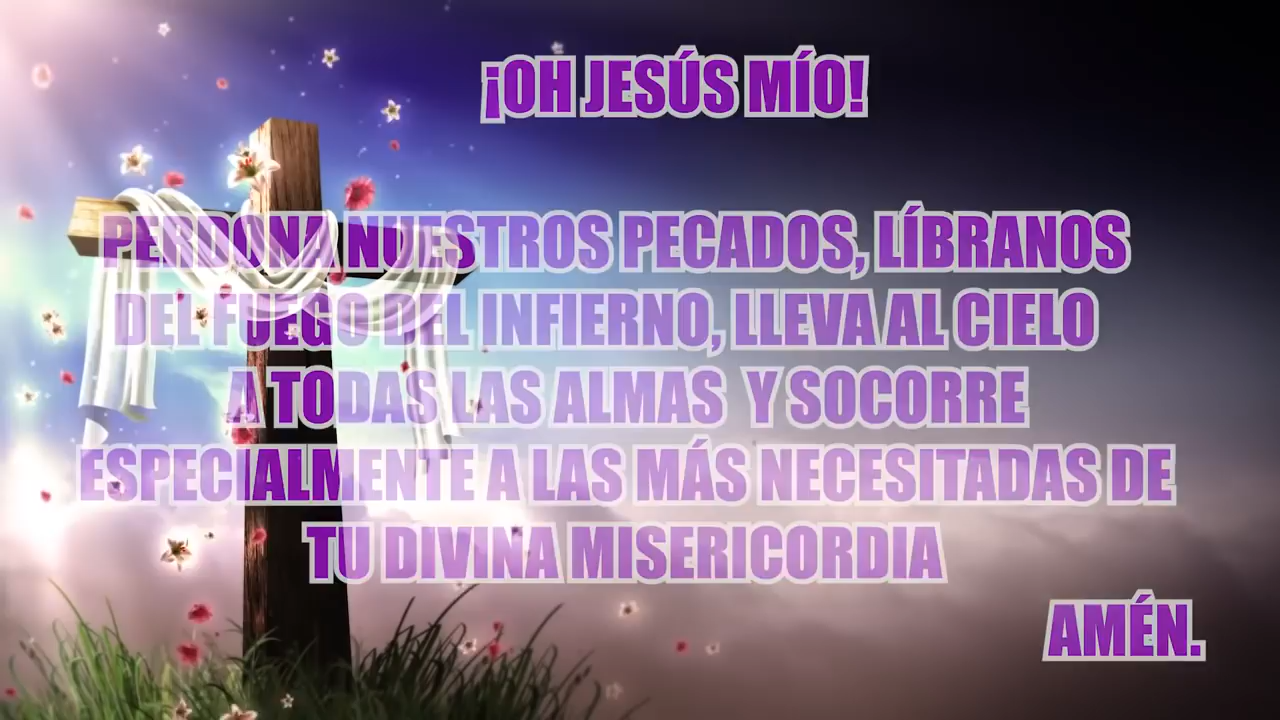 ¡OH JESÚS MÍO!
PERDONA NUESTROS PECADOS, LÍBRANOS
DEL FUEGO DEL INFIERNO, LLEVA AL CIELO
A TODAS LAS ALMAS Y SOCORRE
ESPECIALMENTE A LAS MÁS NECESITADAS DE
TU DIVINA MISERICORDIA
AMÉN.